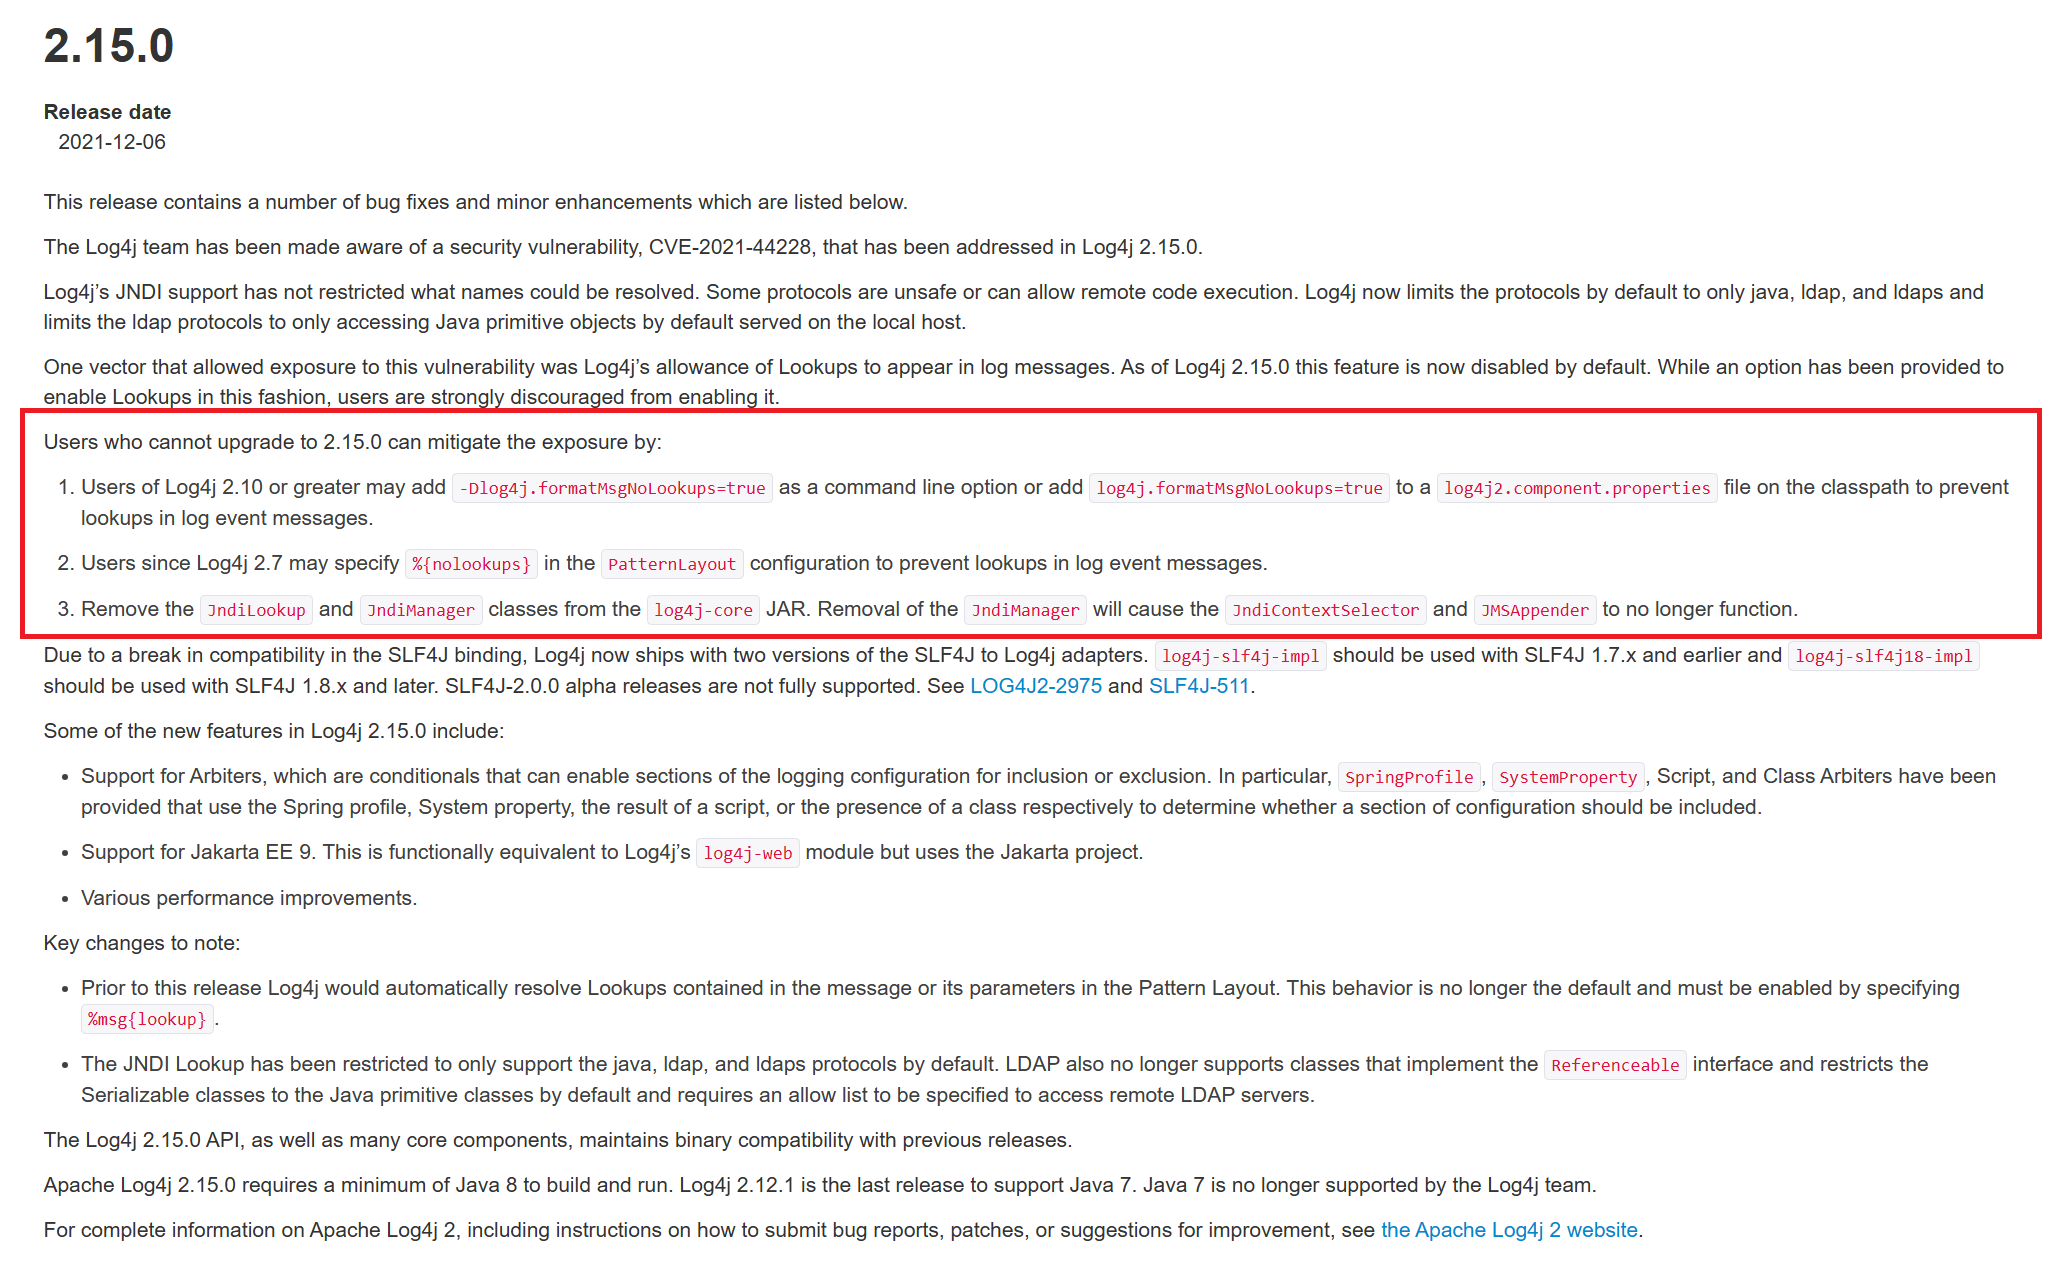 2.15.0
Release date
2021-12-06
This release contains a number of bug fixes and minor enhancements which are listed below.
The Log4j team has been made aware of a security vulnerability, CVE-2021-44228, that has been addressed in Log4j 2.15.0.
Log4j’s JNDI support has not restricted what names could be resolved. Some protocols are unsafe or can allow remote code execution. Log4j now limits the protocols by default to only java, ldap, and ldaps and
limits the ldap protocols to only accessing Java primitive objects by default served on the local host.
One vector that allowed exposure to this vulnerability was Log4j’s allowance of Lookups to appear in log messages. As of Log4j 2.15.0 this feature is now disabled by default. While an option has been provided to
enable Lookups in this fashion, users are strongly discouraged from enabling it.
Users who cannot upgrade to 2.15.0 can mitigate the exposure by:
1. Users of Log4j 2.10 or greater may add -Dlog4j.formatMsgNoLookups=true as a command line option or add log4j.formatMsgNoLookups=true to a log4j2.component.properties file on the classpath to prevent
lookups in log event messages.
2. Users since Log4j 2.7 may specify %{nolookups} in the PatternLayout configuration to prevent lookups in log event messages.
3. Remove the JndiLookup and JndiManager classes from the log4j-core JAR. Removal of the JndiManager will cause the JndiContextSelector and JMSAppender to no longer function.
Due to a break in compatibility in the SLF4J binding, Log4j now ships with two versions of the SLF4J to Log4j adapters. log4j-slf4j-impl should be used with SLF4J 1.7.x and earlier and log4j-slf4j18-impl
should be used with SLF4J 1.8.x and later. SLF4J-2.0.0 alpha releases are not fully supported. See LOG4J2-2975 and SLF4J-511.
Some of the new features in Log4j 2.15.0 include:
• Support for Arbiters, which are conditionals that can enable sections of the logging configuration for inclusion or exclusion. In particular, SpringProfile, SystemProperty, Script, and Class Arbiters have been
provided that use the Spring profile, System property, the result of a script, or the presence of a class respectively to determine whether a section of configuration should be included.
• Support for Jakarta EE 9. This is functionally equivalent to Log4j’s log4j-web module but uses the Jakarta project.
• Various performance improvements.
Key changes to note:
• Prior to this release Log4j would automatically resolve Lookups contained in the message or its parameters in the Pattern Layout. This behavior is no longer the default and must be enabled by specifying
%msg{lookup}.
• The JNDI Lookup has been restricted to only support the java, ldap, and ldaps protocols by default. LDAP also no longer supports classes that implement the Referenceable interface and restricts the
Serializable classes to the Java primitive classes by default and requires an allow list to be specified to access remote LDAP servers.
The Log4j 2.15.0 API, as well as many core components, maintains binary compatibility with previous releases.
Apache Log4j 2.15.0 requires a minimum of Java 8 to build and run. Log4j 2.12.1 is the last release to support Java 7. Java 7 is no longer supported by the Log4j team.
For complete information on Apache Log4j 2, including instructions on how to submit bug reports, patches, or suggestions for improvement, see the Apache Log4j 2 website.